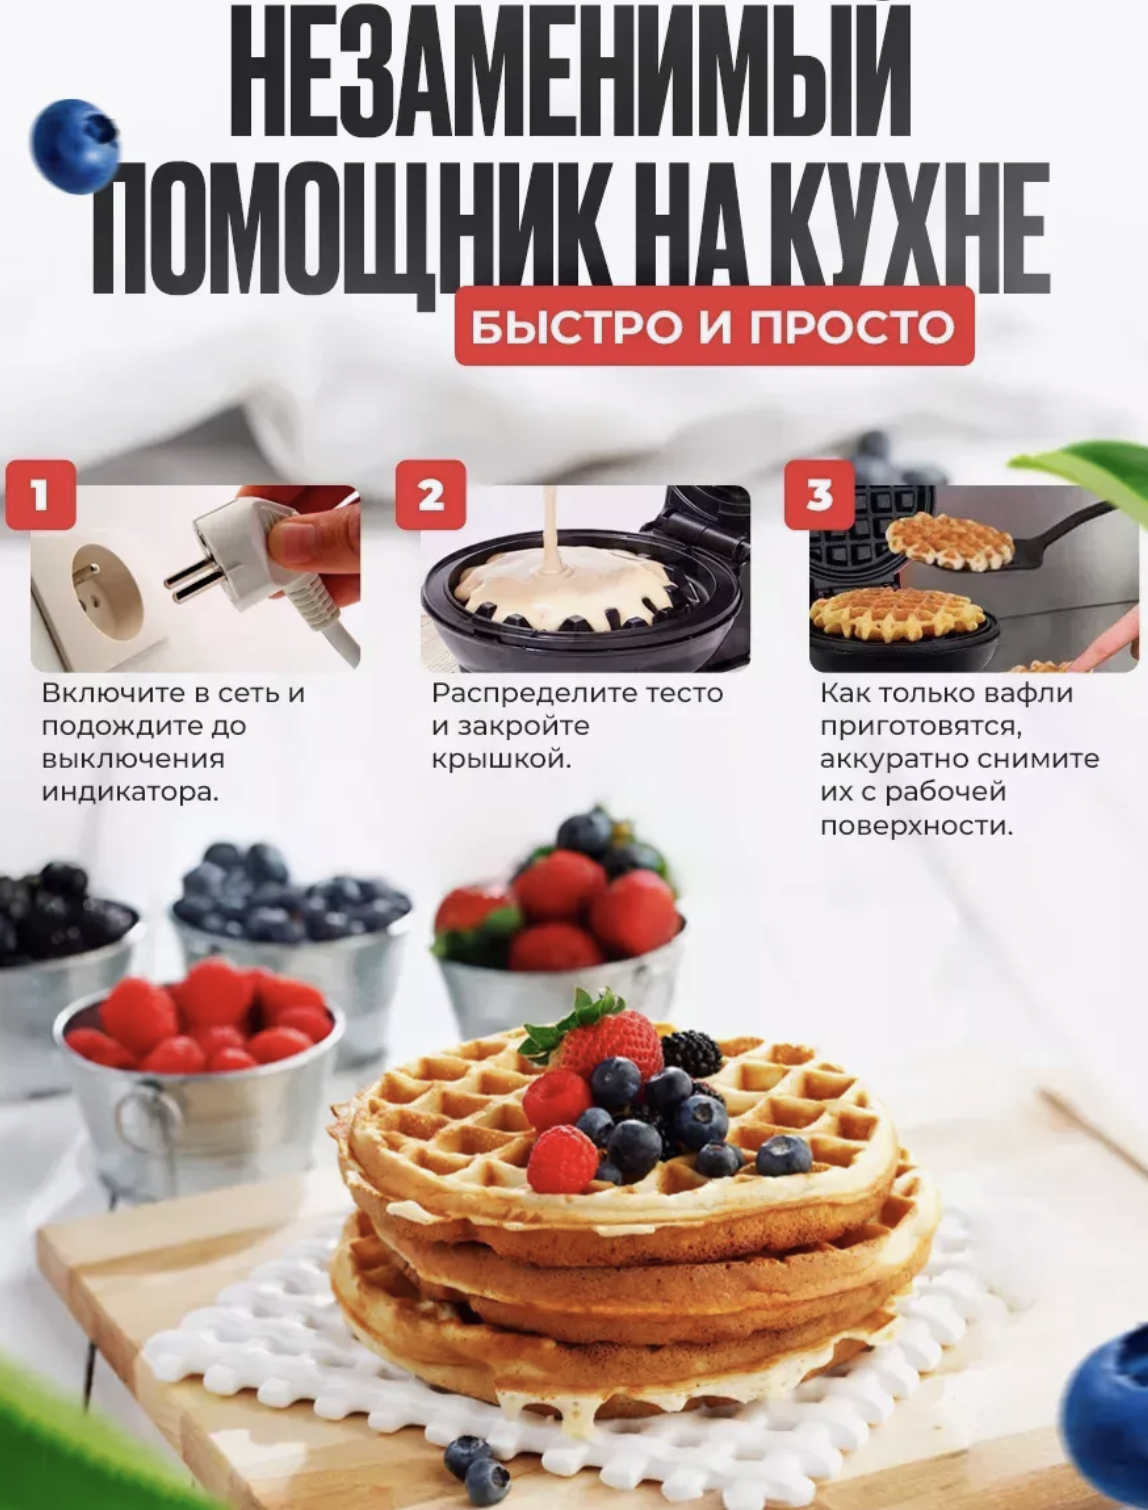 НЕЗАМЕНИМЫЙ
ПОМОЩНИК НА КУХНЕ
БЫСТРО И ПРОСТО
1
Включите в сеть и
подождите до
выключения
индикатора.
2
Распределите тесто
и закройте
крышкой.
3
Как только вафли
приготовятся,
аккуратно снимите
их с рабочей
поверхности.